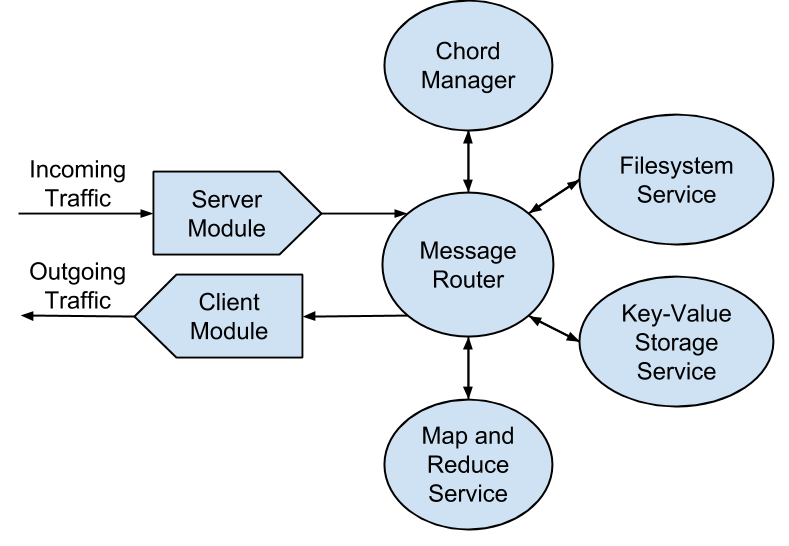 Chord
Manager
Filesystem
Service
Incoming
Traffic
Server
Module
Message
Router
Outgoing
Traffic
Client
Module
Key-Value
Storage
Service
Map and
Reduce
Service